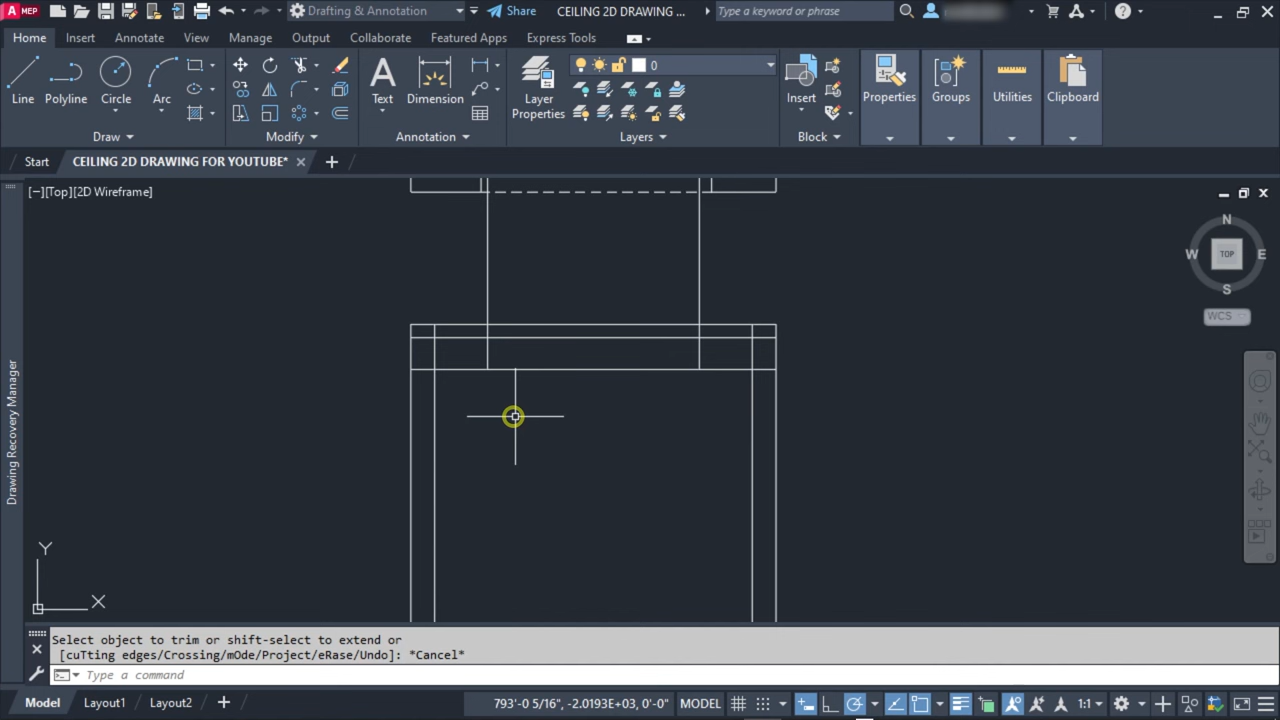 A MEP
Drafting & Annotation
Share
CEILING 2D DRAWING ...
Type a keyword or phrase
Home Insert Annotate View Manage Output Collaborate Featured Apps Express Tools
0
Line Polyline Circle Arc Text Dimension Layer Properties Insert Properties Groups Utilities Clipboard
Draw Modify Annotation Layers Block
Start CEILING 2D DRAWING FOR YOUTUBE*
[−][Top][2D Wireframe]
N
W TOP E
S
WCS
Drawing Recovery Manager
Y
X
Select object to trim or shift-select to extend or
[cuTting edges/Crossing/mOde/Project/eRase/Undo]: *Cancel*
Type a command
Model Layout1 Layout2 793'-0 5/16", -2.0193E+03, 0'-0" MODEL 1:1